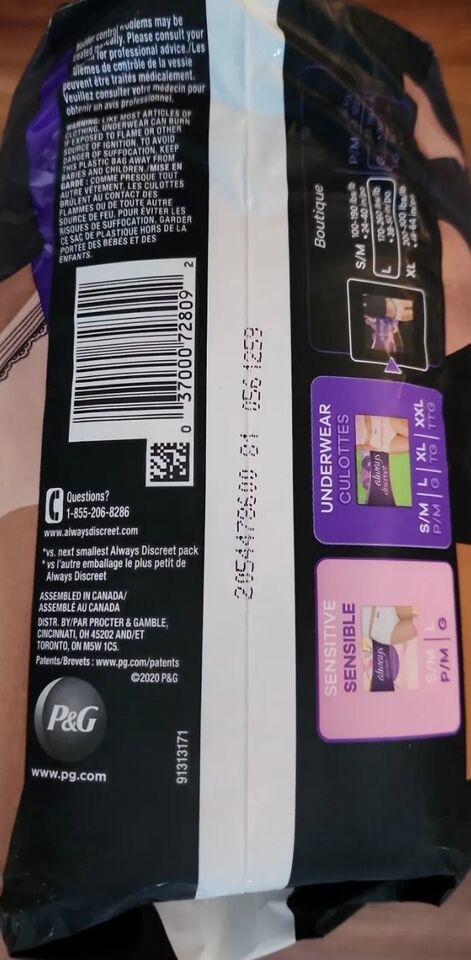 control problems may be
medically. Please consult your
for professional advice./Les
problèmes de contrôle de la vessie
peuvent être traités médicalement.
Veuillez consulter votre médecin pour
obtenir un avis professionnel.
WARNING: LIKE MOST ARTICLES OF
CLOTHING, UNDERWEAR CAN BURN
IF EXPOSED TO FLAME OR OTHER
SOURCE OF IGNITION. TO AVOID
DANGER OF SUFFOCATION, KEEP
THIS PLASTIC BAG AWAY FROM
BABIES AND CHILDREN./MISE EN
GARDE : COMME PRESQUE TOUT
AUTRE VÊTEMENT, LES CULOTTES
BRÛLENT AU CONTACT DES
FLAMMES OU DE TOUTE AUTRE
SOURCE DE FEU. POUR ÉVITER LES
RISQUES DE SUFFOCATION, GARDER
CE SAC DE PLASTIQUE HORS DE LA
PORTÉE DES BÉBÉS ET DES
ENFANTS.
0 37000 72809 2
Questions?
1-855-206-8286
www.alwaysdiscreet.com
*vs. next smallest Always Discreet pack
* vs l'autre emballage le plus petit de
Always Discreet
ASSEMBLED IN CANADA/
ASSEMBLÉ AU CANADA
DISTR. BY/PAR PROCTER & GAMBLE,
CINCINNATI, OH 45202 AND/ET
TORONTO, ON M5W 1C5.
Patents/Brevets : www.pg.com/patents
©2020 P&G
P&G
www.pg.com
91313171
2054478600 01 0564 1259
Boutique
S/M
L
XL
P/M
UNDERWEAR
CULOTTES
always
discreet
S/M | L | XL | XXL
P/M | G | TG | TTG
SENSITIVE
SENSIBLE
always
S/M | L
P/M | G